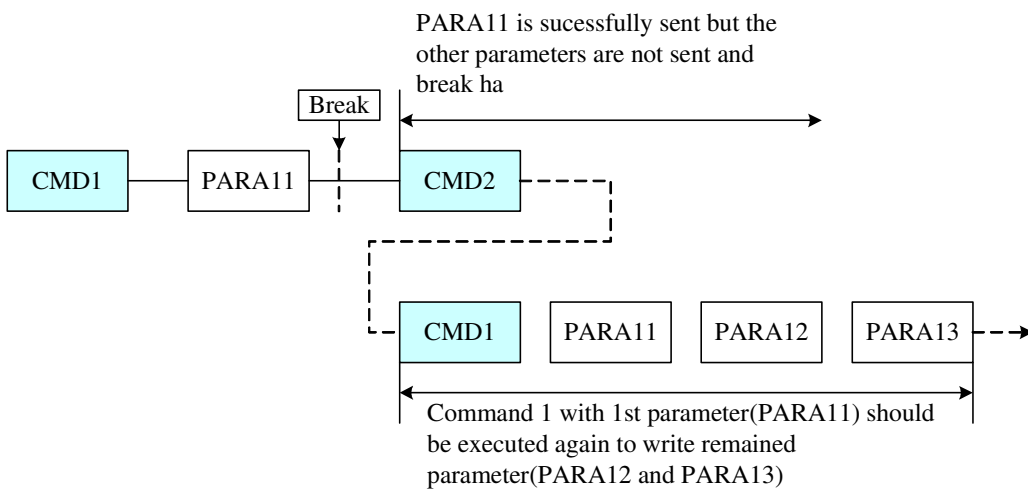 PARA11 is sucessfully sent but the
other parameters are not sent and
break ha
Break
CMD1
PARA11
CMD2
CMD1
PARA11
PARA12
PARA13
Command 1 with 1st parameter(PARA11) should
be executed again to write remained
parameter(PARA12 and PARA13)